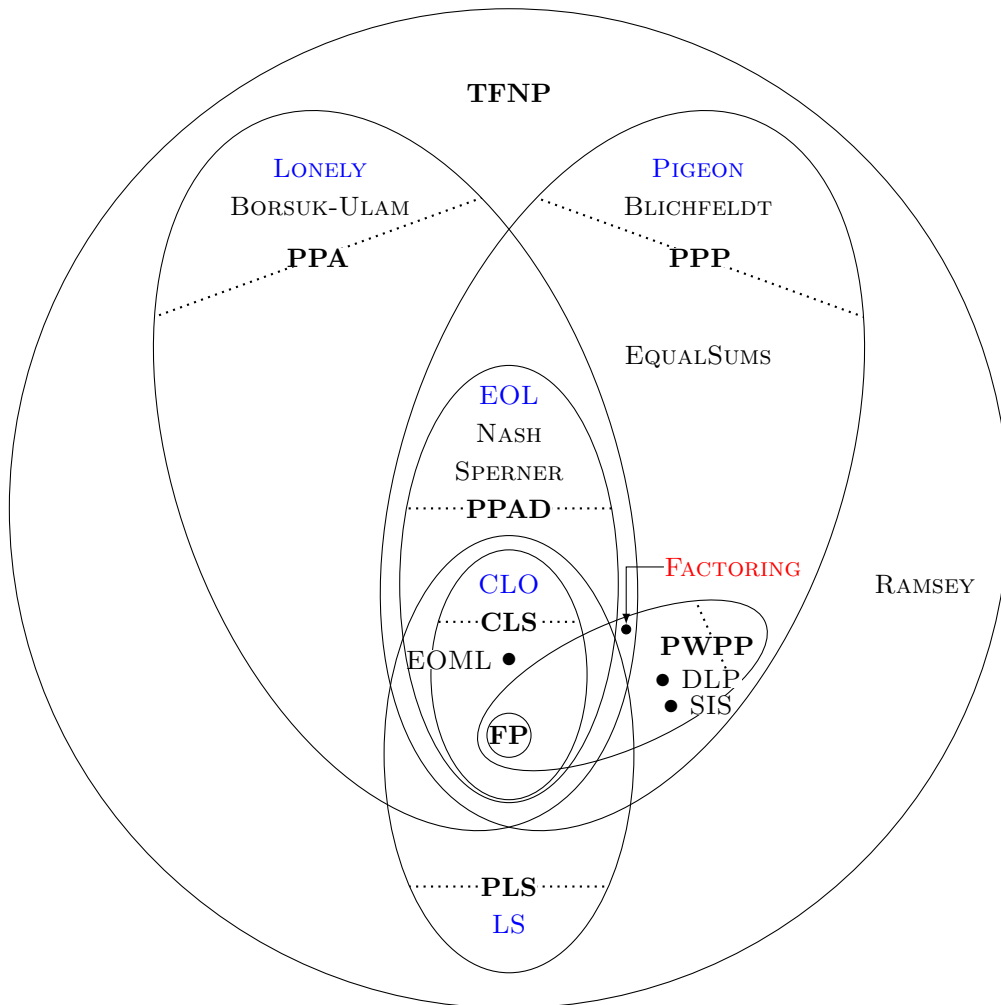 TFNP
LONELY
PIGEON
BORSUK-ULAM
BLICHFELDT
PPA
PPP
EQUALSUMS
EOL
NASH
SPERNER
PPAD
FACTORING
CLO
RAMSEY
CLS
PWPP
EOML
DLP
SIS
FP
PLS
LS